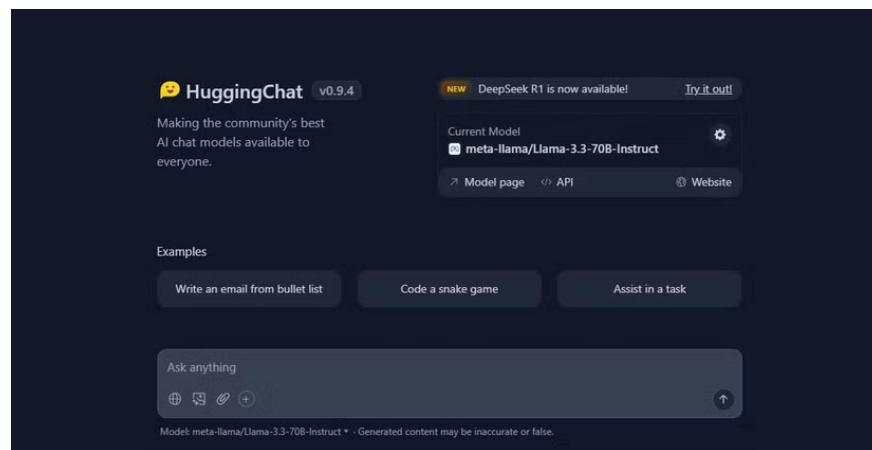 HuggingChat v0.9.4
Making the community's best
AI chat models available to
everyone.
NEW DeepSeek R1 is now available! Try it out!
Current Model
meta-llama/Llama-3.3-70B-Instruct
Model page </> API Website
Examples
Write an email from bullet list
Code a snake game
Assist in a task
Ask anything
Model: meta-llama/Llama-3.3-70B-Instruct · Generated content may be inaccurate or false.